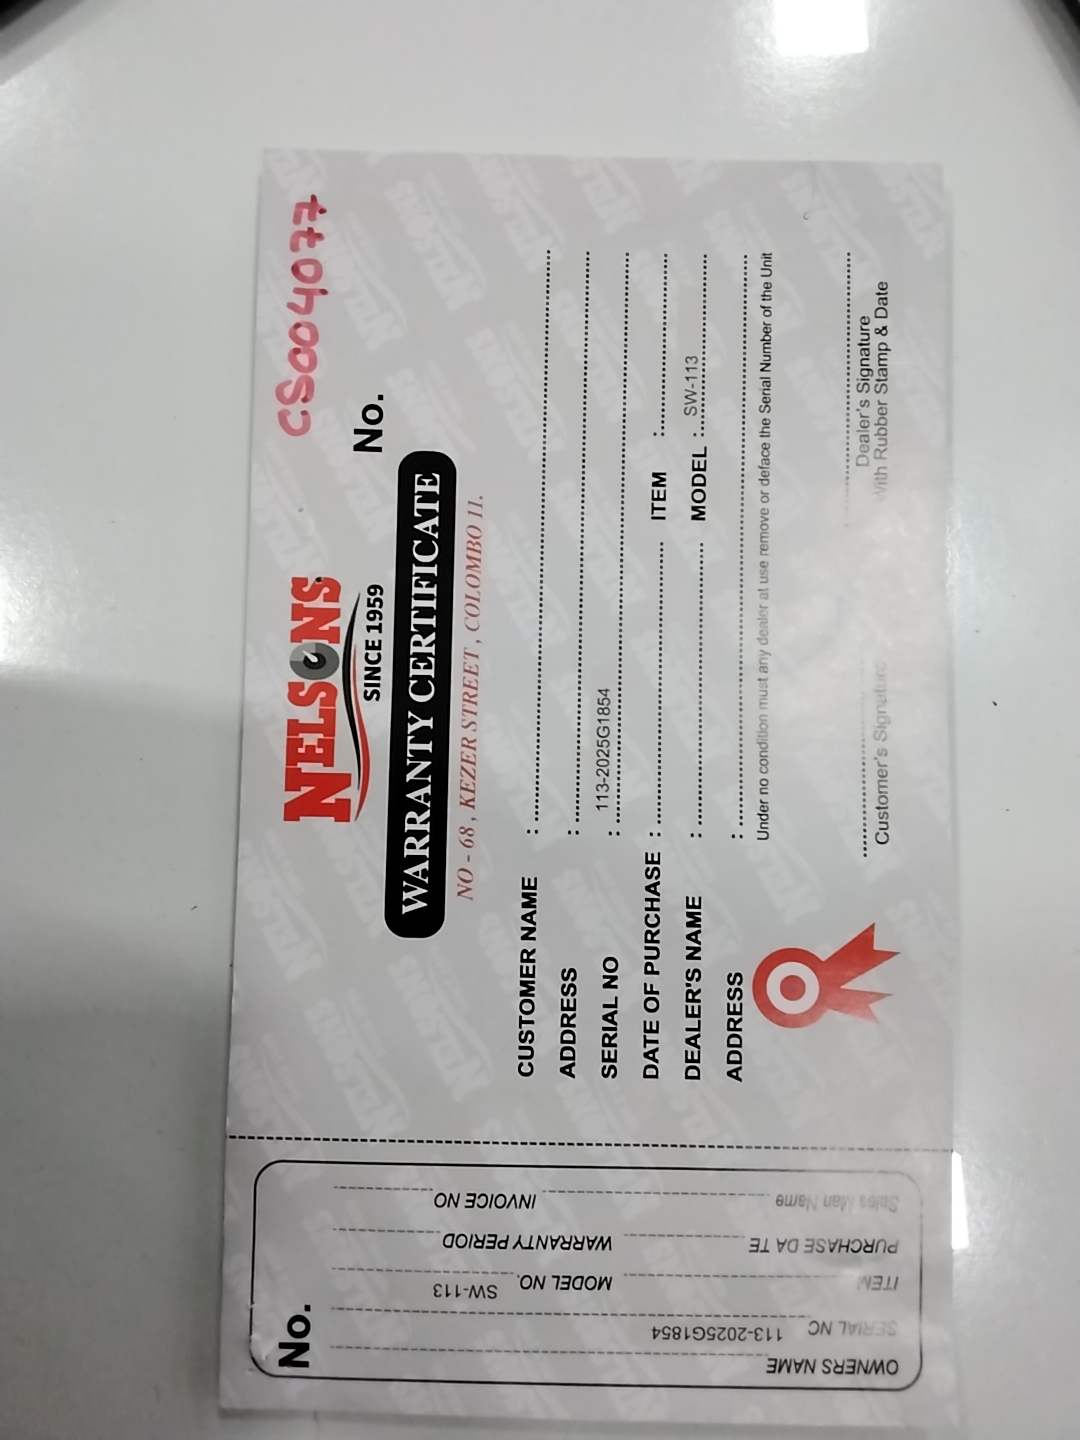 CS004077
NELSONS
SINCE 1959
No.
WARRANTY CERTIFICATE
NO - 68 , KEZER STREET , COLOMBO 11.
CUSTOMER NAME :
ADDRESS :
SERIAL NO : 113-2025G1854
DATE OF PURCHASE : ITEM :
DEALER'S NAME : MODEL : SW-113
ADDRESS :
Under no condition must any dealer at use remove or deface the Serial Number of the Unit
Customer's Signature
Dealer's Signature
With Rubber Stamp & Date
No.
OWNERS NAME
SERIAL NO 113-2025G1854
ITEM MODEL NO. SW-113
PURCHASE DA TE WARRANTY PERIOD
Sales Man Name INVOICE NO